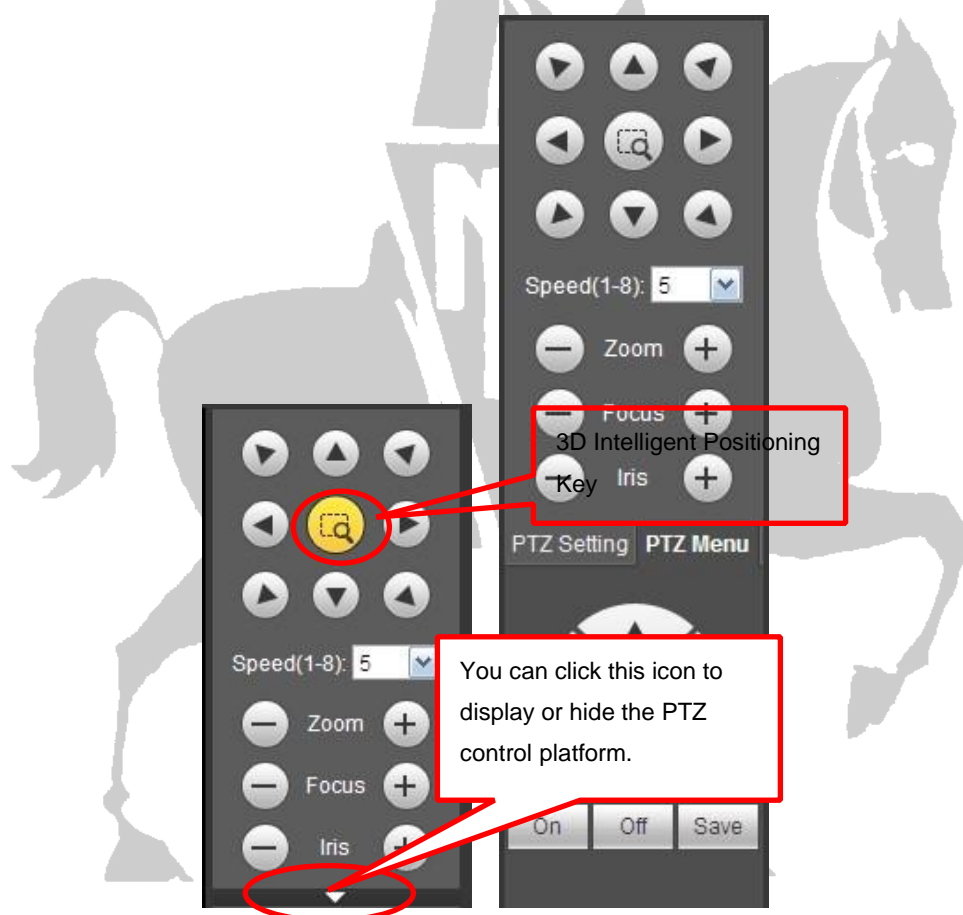 Speed(1-8): 5
Zoom
Focus
3D Intelligent Positioning
Key
Iris
PTZ Setting PTZ Menu
Speed(1-8): 5
Zoom
Focus
Iris
You can click this icon to
display or hide the PTZ
control platform.
On Off Save